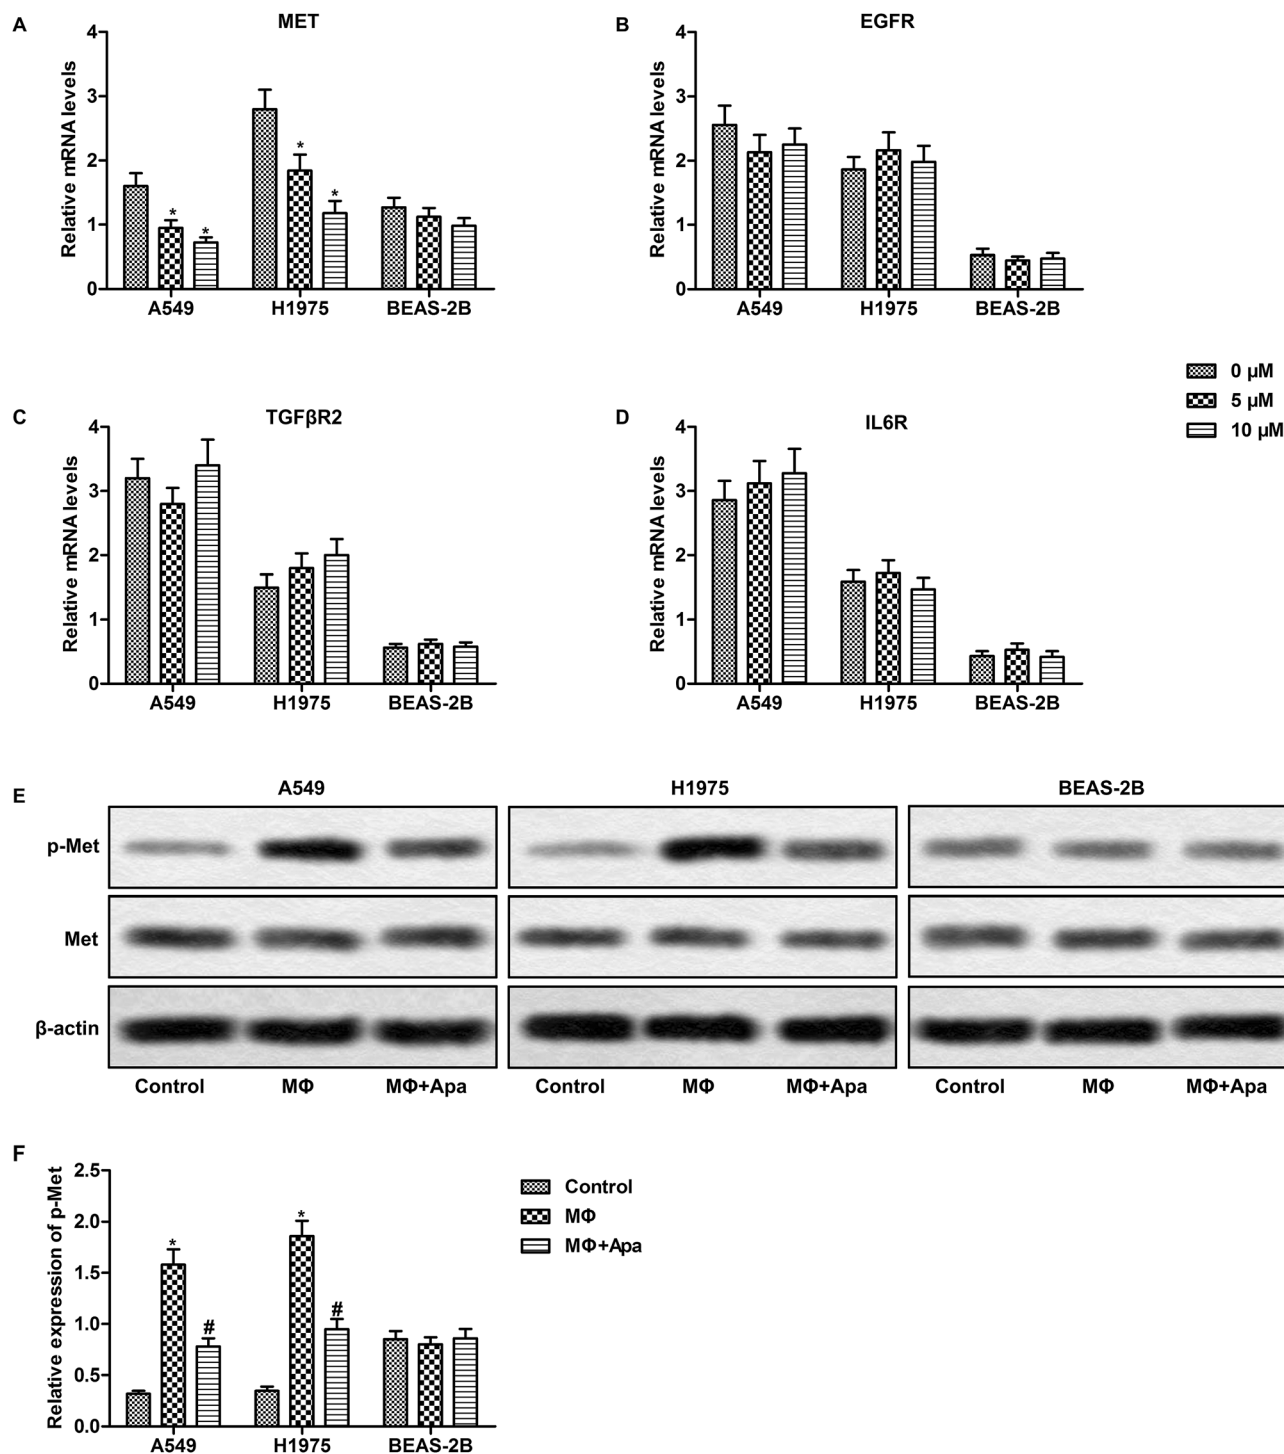 A
MET
Relative mRNA levels
4
3
2
1
0
*
*
*
*
A549
H1975
BEAS-2B
B
EGFR
Relative mRNA levels
4
3
2
1
0
A549
H1975
BEAS-2B
0 μM
5 μM
10 μM
C
TGFβR2
Relative mRNA levels
4
3
2
1
0
A549
H1975
BEAS-2B
D
IL6R
Relative mRNA levels
4
3
2
1
0
A549
H1975
BEAS-2B
E
A549
H1975
BEAS-2B
p-Met
Met
β-actin
Control
MΦ
MΦ+Apa
Control
MΦ
MΦ+Apa
Control
MΦ
MΦ+Apa
F
Relative expression of p-Met
2.5
2.0
1.5
1.0
0.5
0.0
*
#
*
#
A549
H1975
BEAS-2B
Control
MΦ
MΦ+Apa